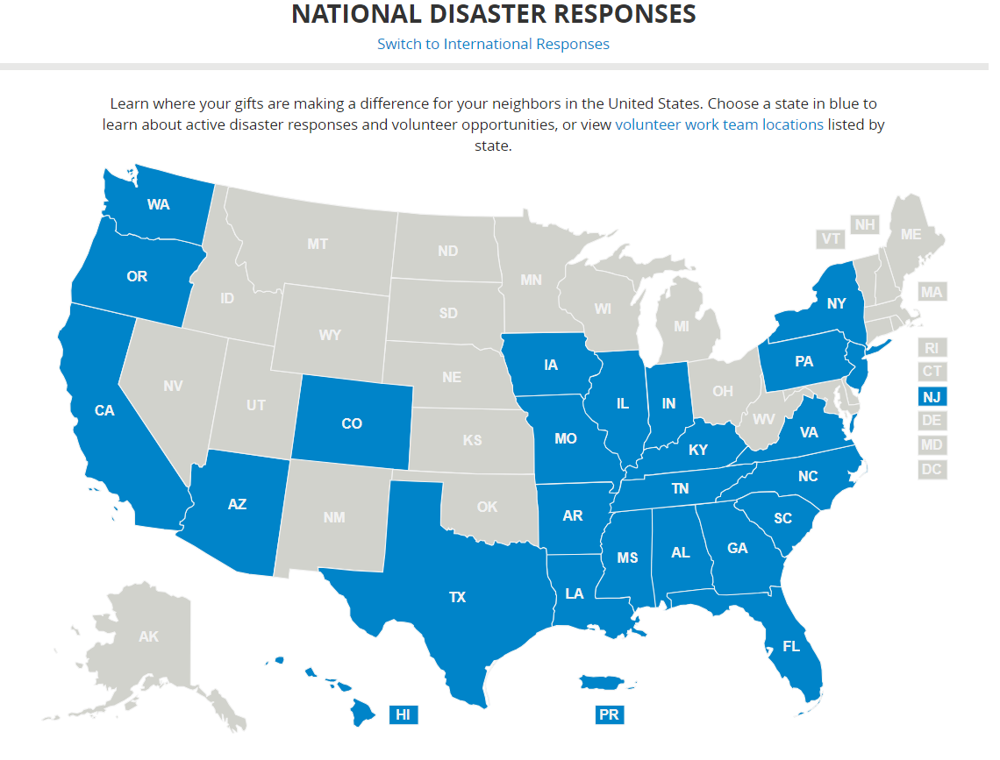 NATIONAL DISASTER RESPONSES
Switch to International Responses
Learn where your gifts are making a difference for your neighbors in the United States. Choose a state in blue to
learn about active disaster responses and volunteer opportunities, or view volunteer work team locations listed by
state.
WA
OR
CA
ID
NV
MT
WY
UT
CO
AZ
NM
ND
SD
NE
KS
OK
TX
MN
IA
MO
AR
LA
WI
IL
MI
IN
OH
KY
TN
MS
AL
GA
FL
SC
NC
VA
WV
PA
NY
VT
NH
ME
MA
RI
CT
NJ
DE
MD
DC
AK
HI
PR